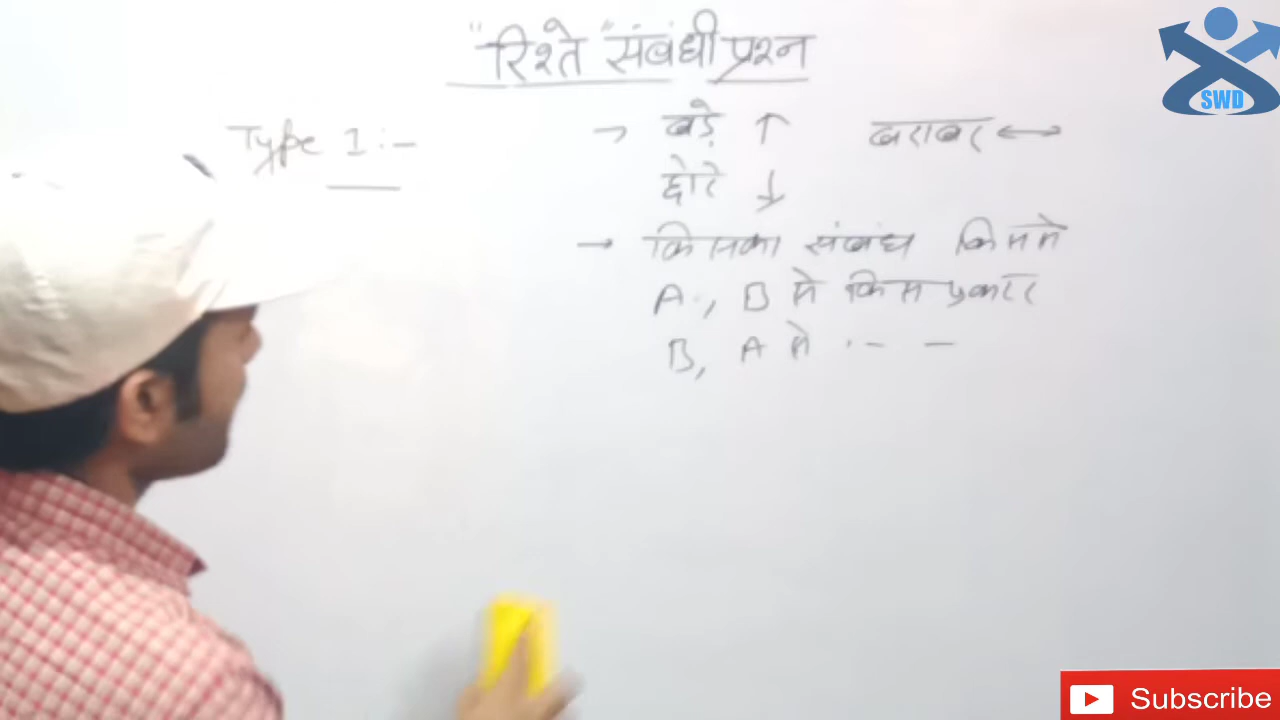 "रिश्ते" संबंधी प्रश्न
Type 1:-
→ बड़े ↑ बराबर ↔
छोटे ↓
→ किसका संबंध किससे
A, B से किस प्रकार
B, A से .- -
SWD
Subscribe